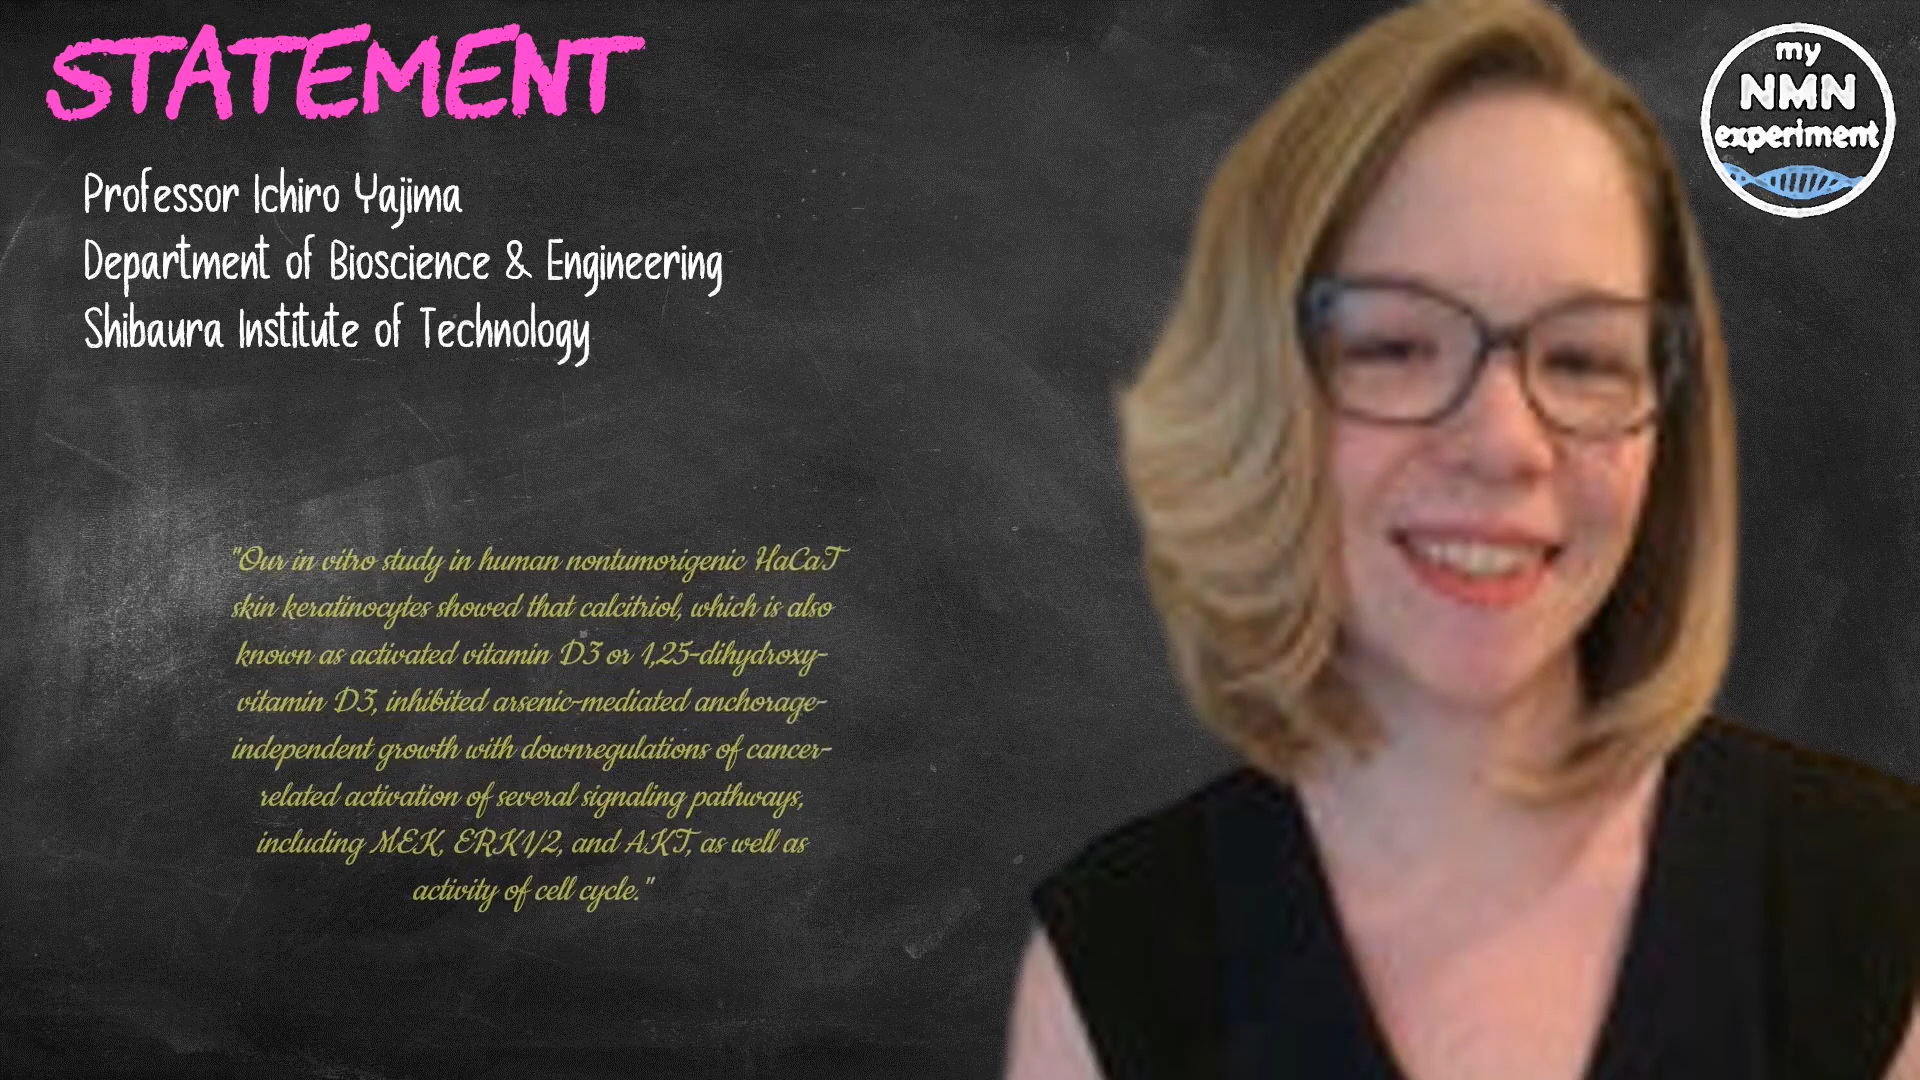 STATEMENT
my
NMN
experiment
Professor Ichiro Yajima
Department of Bioscience & Engineering
Shibaura Institute of Technology
"Our in vitro study in human nontumorigenic HaCaT
skin keratinocytes showed that calcitriol, which is also
known as activated vitamin D3 or 1,25-dihydroxy-
vitamin D3, inhibited arsenic-mediated anchorage-
independent growth with downregulations of cancer-
related activation of several signaling pathways,
including MEK, ERK1/2, and AKT, as well as
activity of cell cycle."